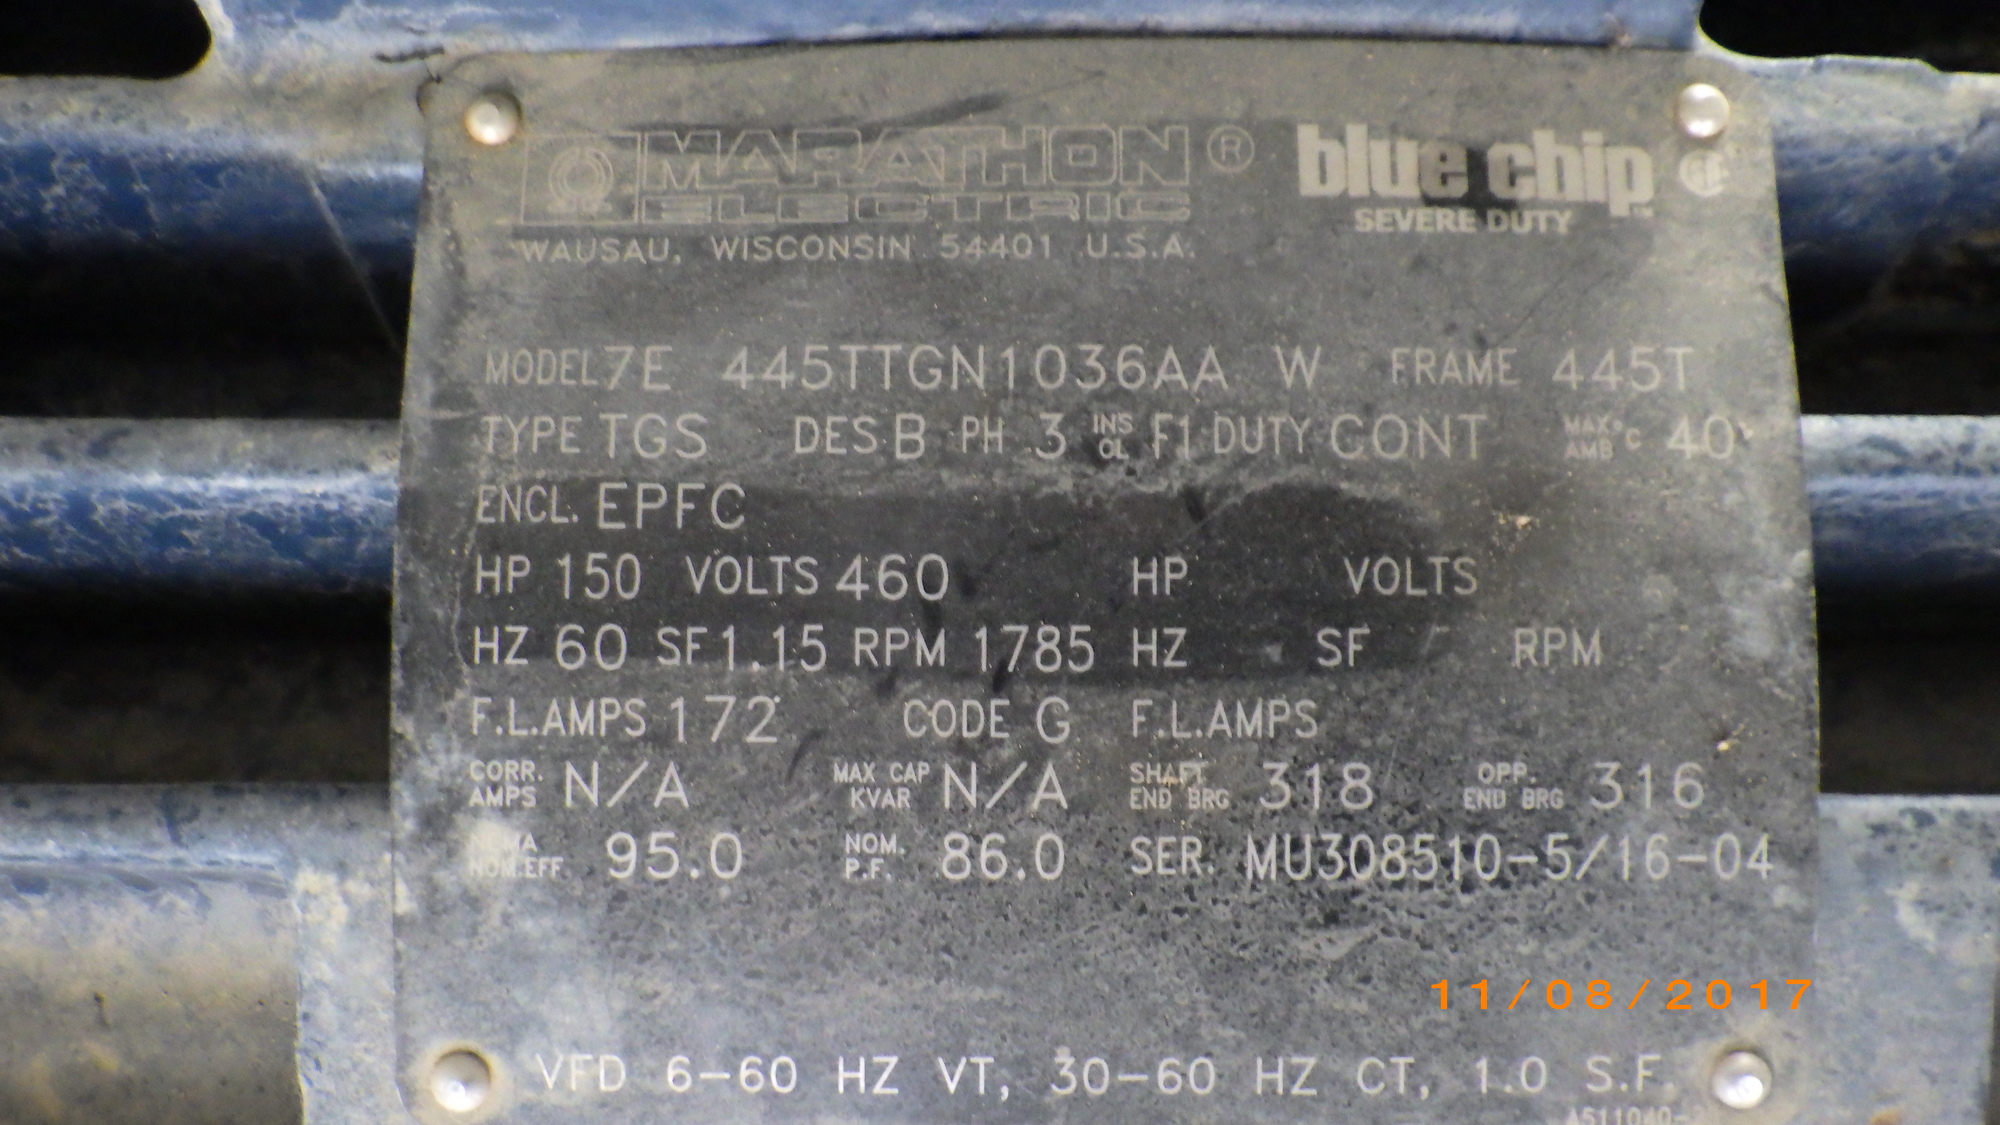 MARATHON ®
ELECTRIC
WAUSAU, WISCONSIN 54401 U.S.A.
blue chip™
SEVERE DUTY
MODEL 7E 445TTGN1036AA W FRAME 445T
TYPE TGS DES B PH 3 INS CL F1 DUTY CONT MAX. AMB °C 40
ENCL. EPFC
HP 150 VOLTS 460 HP VOLTS
HZ 60 SF 1.15 RPM 1785 HZ SF RPM
F.L.AMPS 172 CODE G F.L.AMPS
CORR. AMPS N/A MAX CAP KVAR N/A SHAFT END BRG 318 OPP. END BRG 316
NEMA NOM.EFF 95.0 NOM. P.F. 86.0 SER. MU308510-5/16-04
11/08/2017
VFD 6-60 HZ VT, 30-60 HZ CT, 1.0 S.F.